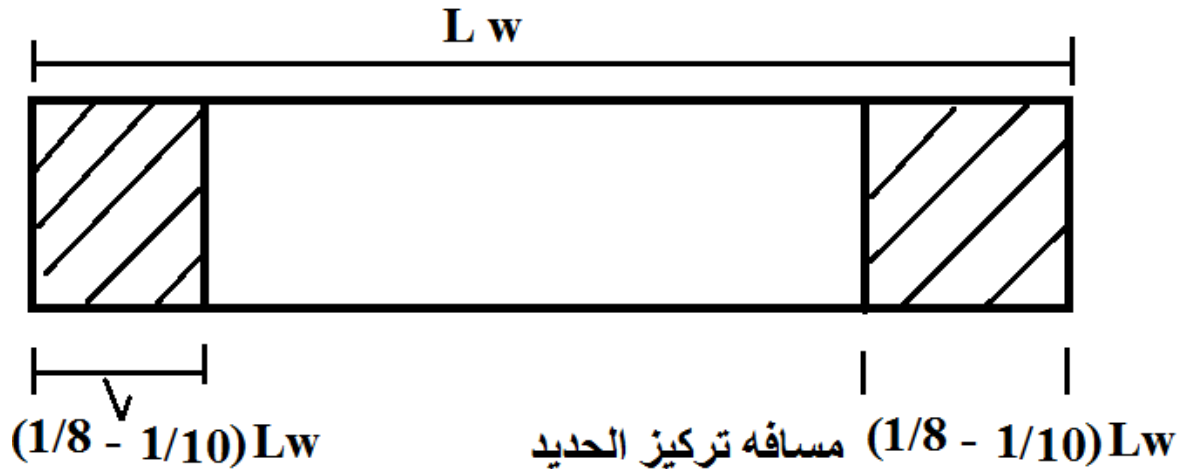 L w
(1/8 - 1/10) Lw مسافه تركيز الحديد (1/8 - 1/10) Lw